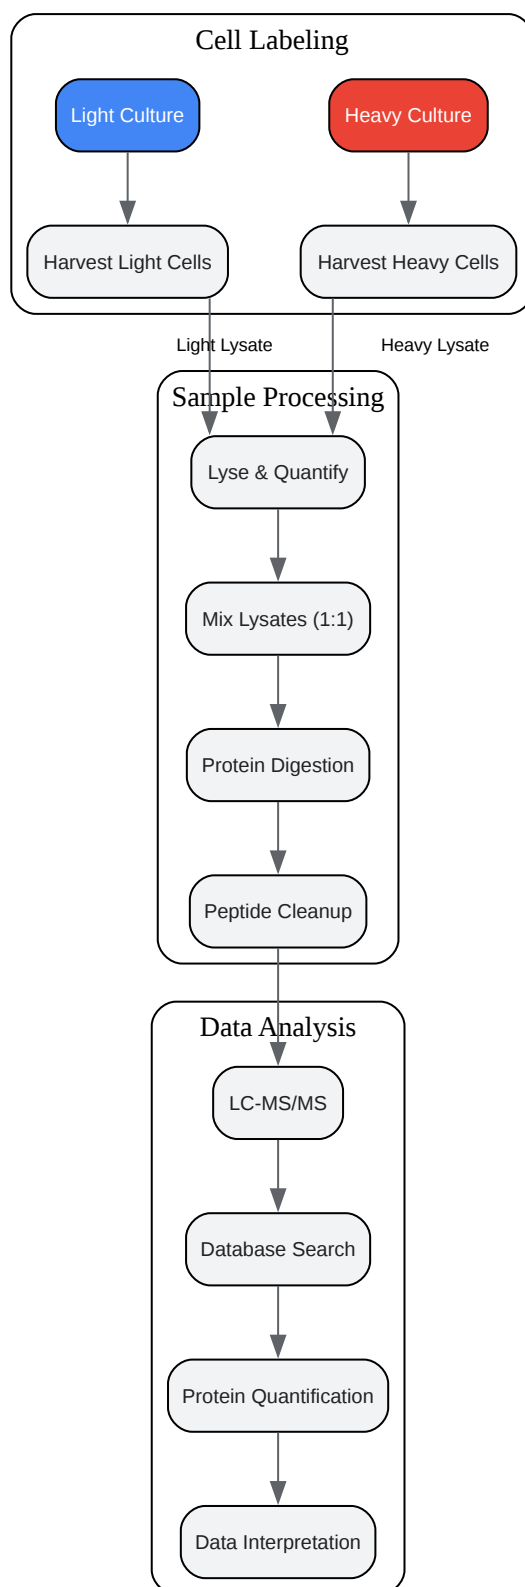 Cell Labeling
Light Culture
Heavy Culture
Harvest Light Cells
Harvest Heavy Cells
Light Lysate
Heavy Lysate
Sample Processing
Lyse & Quantify
Mix Lysates (1:1)
Protein Digestion
Peptide Cleanup
Data Analysis
LC-MS/MS
Database Search
Protein Quantification
Data Interpretation